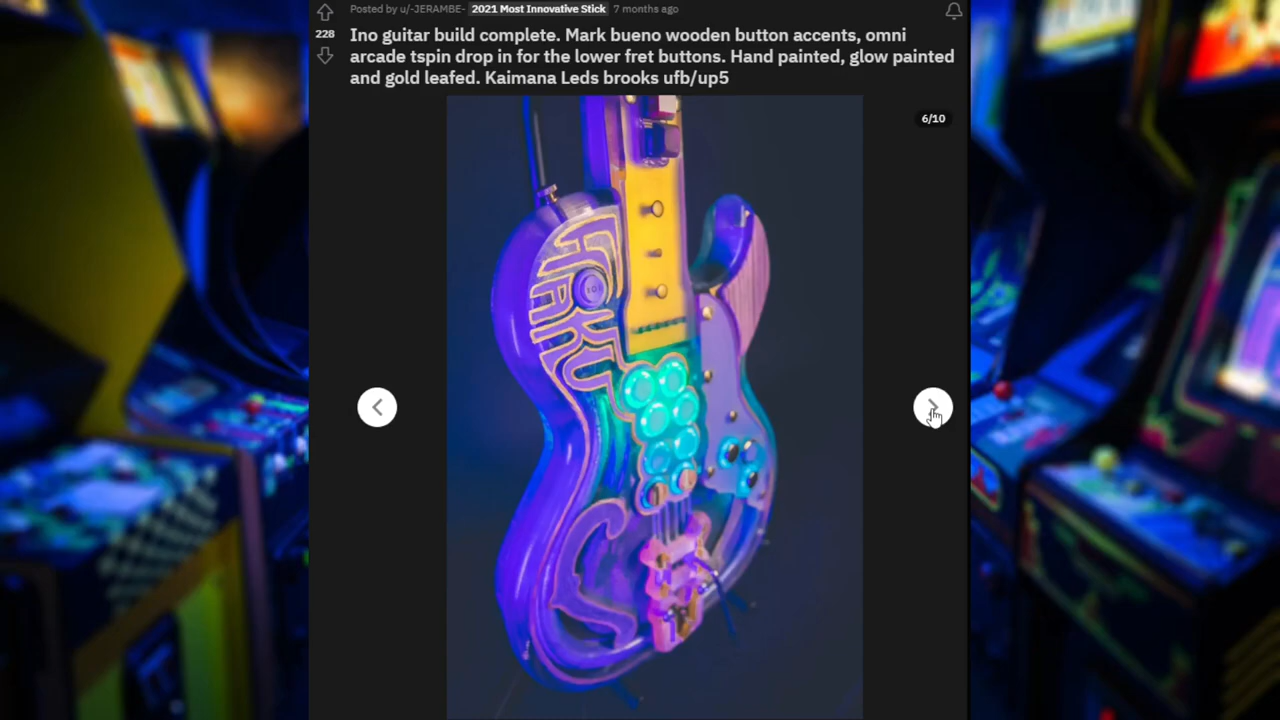 Posted by u/-JERAMBE- 2021 Most Innovative Stick 7 months ago
228
Ino guitar build complete. Mark bueno wooden button accents, omni
arcade tspin drop in for the lower fret buttons. Hand painted, glow painted
and gold leafed. Kaimana Leds brooks ufb/up5
6/10